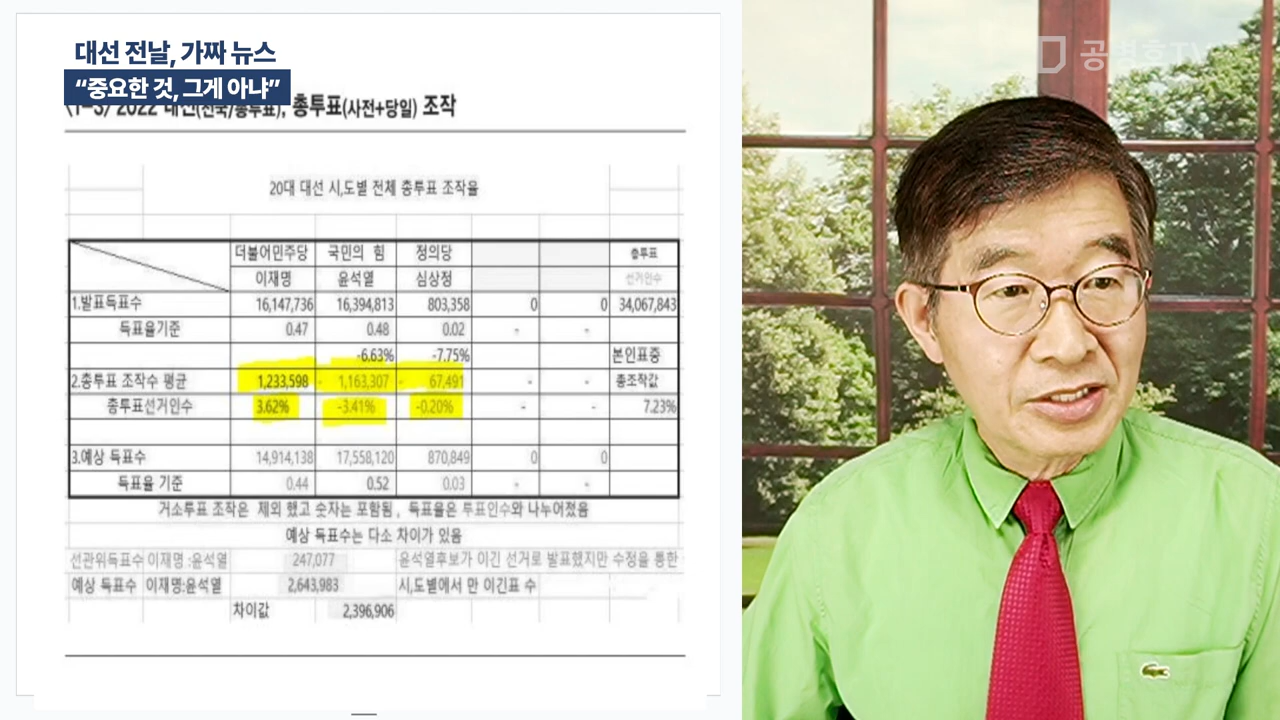 대선 전날, 가짜 뉴스
“중요한 것, 그게 아냐”
2022 대선(전국/총투표), 총투표(사전+당일) 조작
공병호TV
20대 대선 시,도별 전체 총투표 조작율
더불어민주당 국민의 힘 정의당 총투표
이재명 윤석열 심상정 선거인수
1.발표득표수 16,147,736 16,394,813 803,358 0 0 34,067,843
득표율기준 0.47 0.48 0.02 - -
-6.63% -7.75% 본인표중
2.총투표 조작수 평균 1,233,598 - 1,163,307 - 67,491 - - 총조작값
총투표선거인수 3.62% -3.41% -0.20% - - 7.23%
3.예상 득표수 14,914,138 17,558,120 870,849 0 0
득표율 기준 0.44 0.52 0.03 - -
거소투표 조작은 제외 했고 숫자는 포함됨 , 득표율은 투표인수와 나누어졌음
예상 득표수는 다소 차이가 있음
선관위득표수 이재명 :윤석열 247,077 윤석열후보가 이긴 선거로 발표했지만 수정을 통한
예상 득표수 이재명:윤석열 2,643,983 시,도별에서 만 이긴표 수
차이값 2,396,906